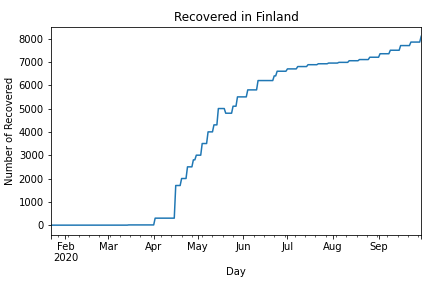 Recovered in Finland
Number of Recovered
8000
7000
6000
5000
4000
3000
2000
1000
0
Feb Mar Apr May Jun Jul Aug Sep
2020
Day